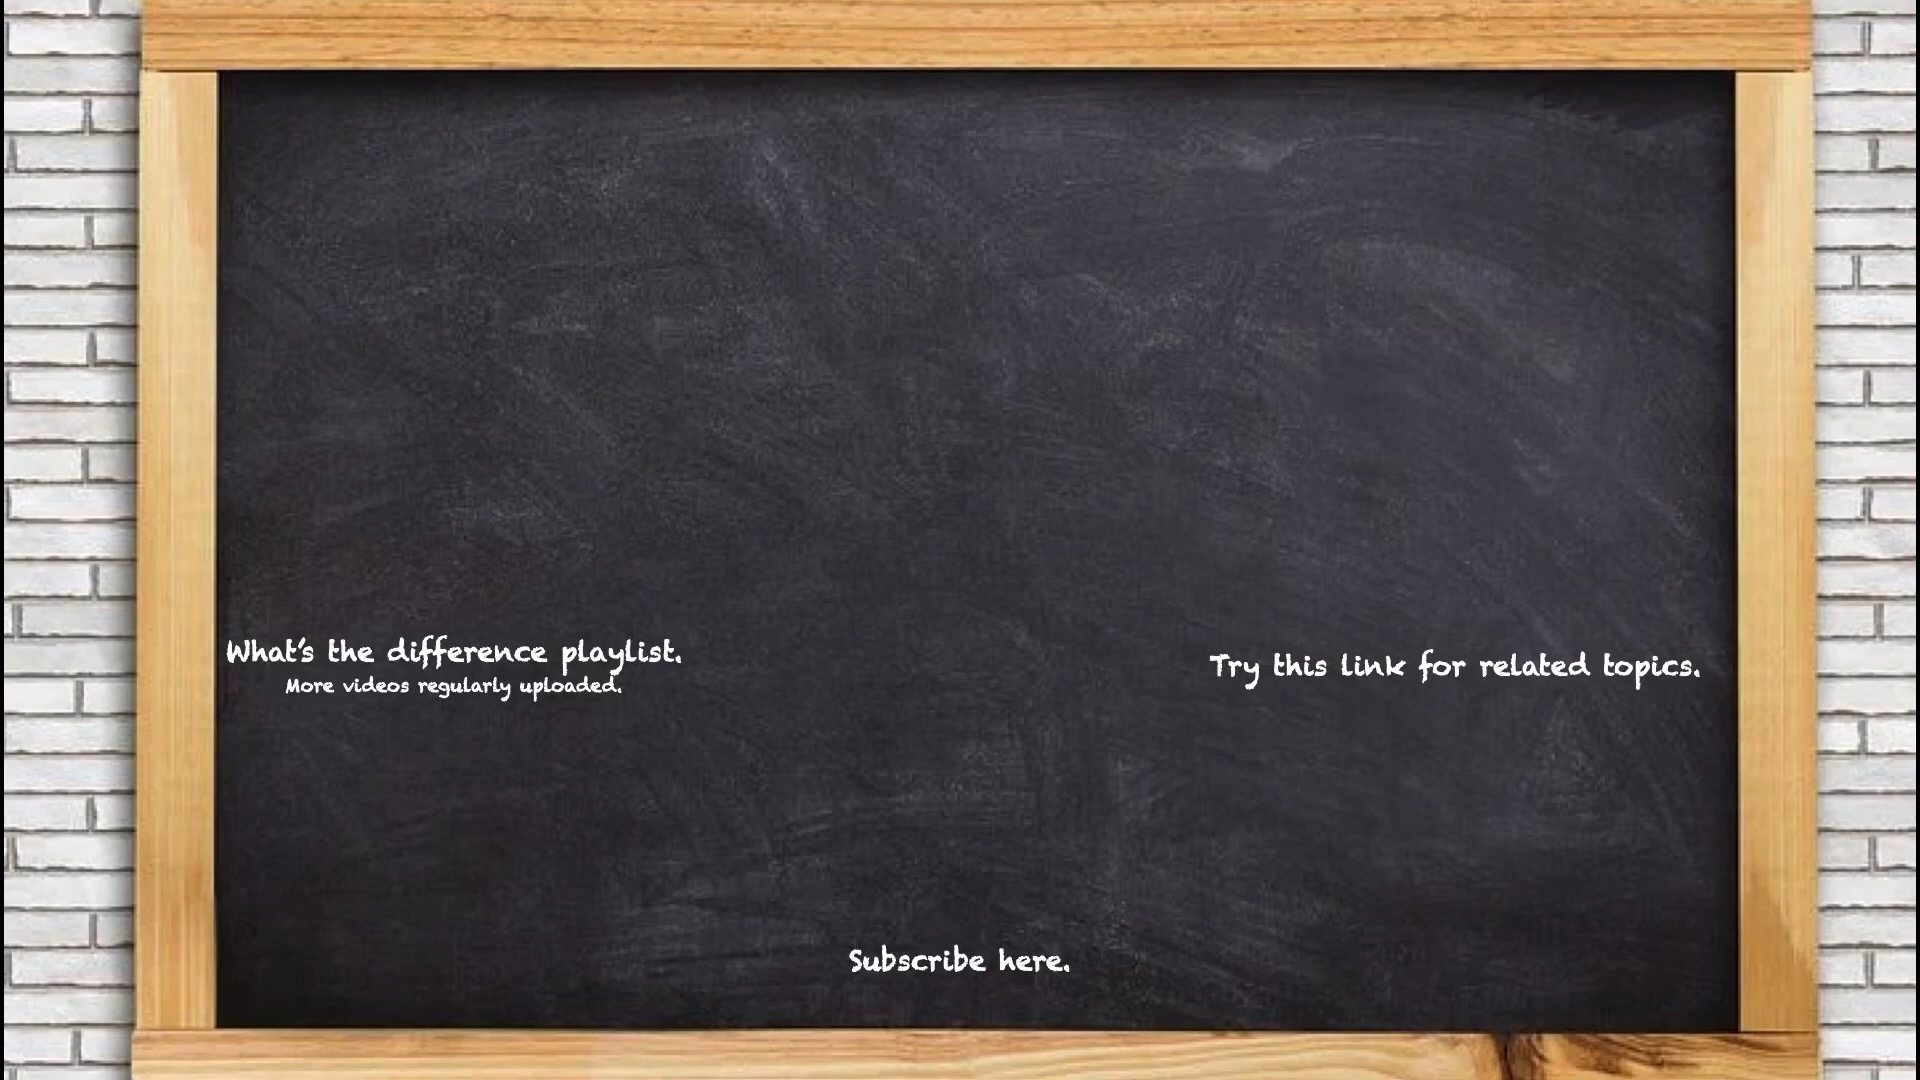 What's the difference playlist.
More videos regularly uploaded.
Try this link for related topics.
Subscribe here.